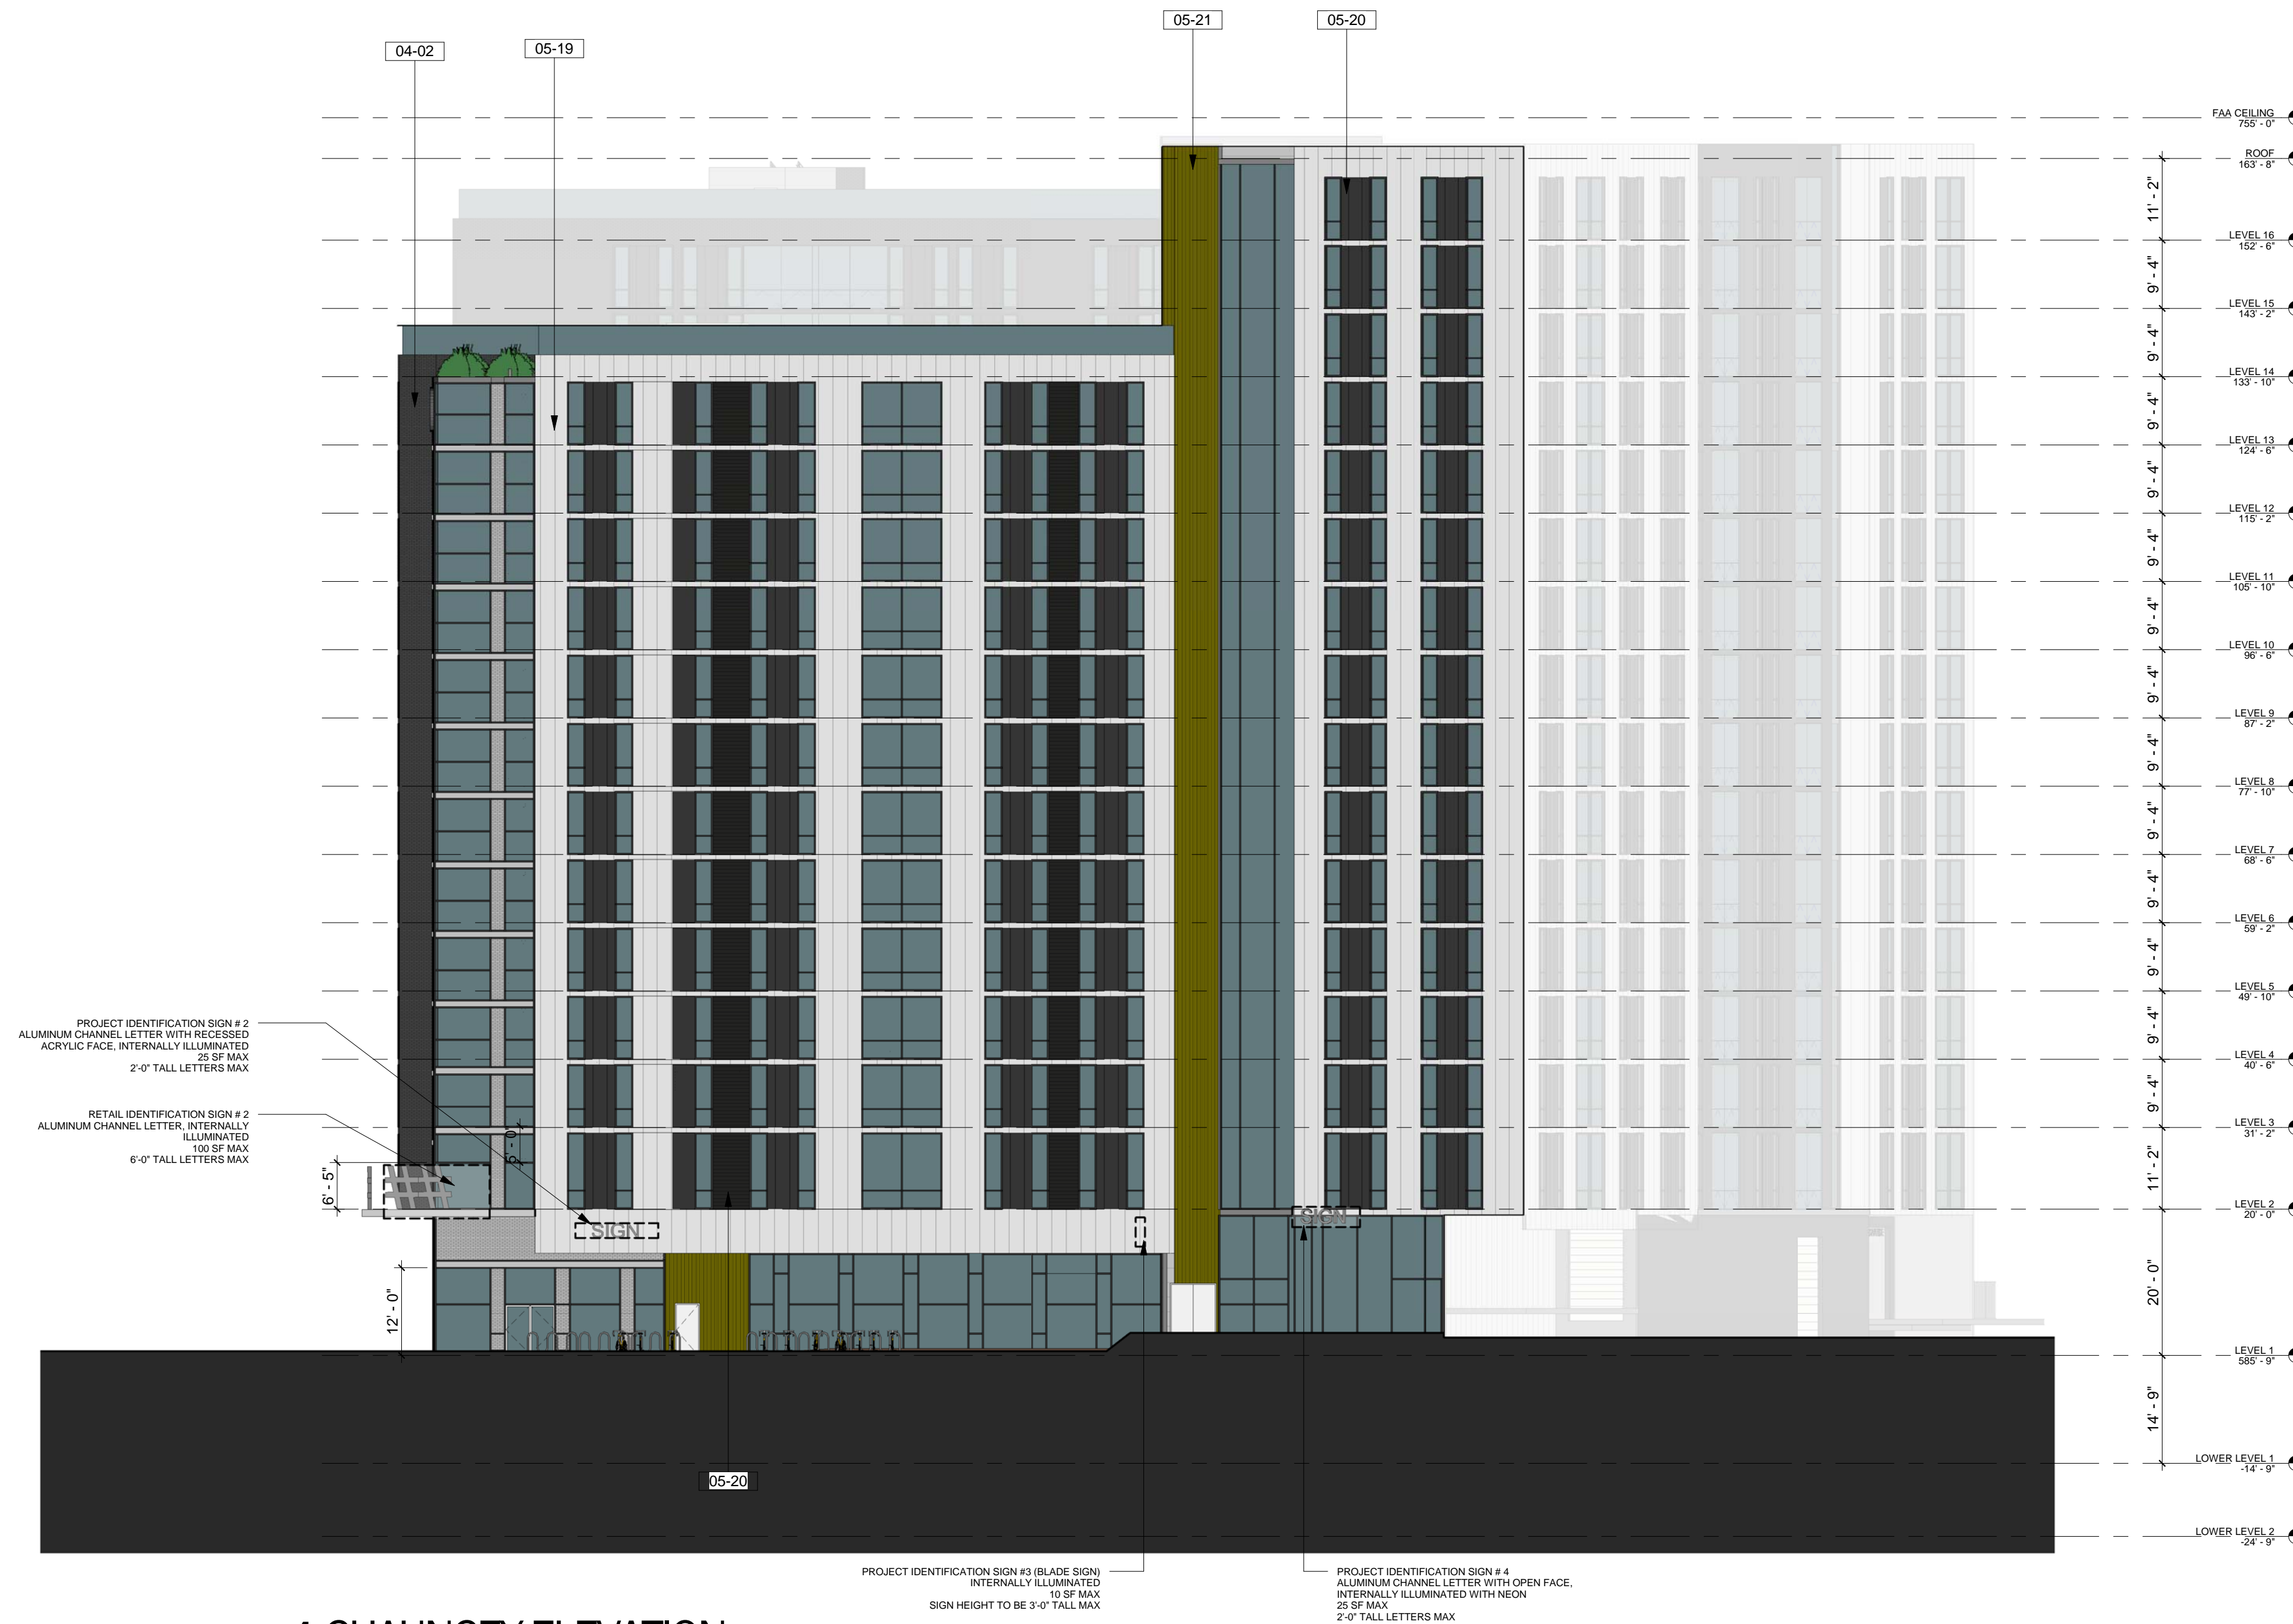 05-21
05-20
04-02
05-19
FAA CEILING
755' - 0"
ROOF
163' - 8"
11' - 2"
LEVEL 16
152' - 6"
9' - 4"
LEVEL 15
143' - 2"
9' - 4"
LEVEL 14
133' - 10"
9' - 4"
LEVEL 13
124' - 6"
9' - 4"
LEVEL 12
115' - 2"
9' - 4"
LEVEL 11
105' - 10"
9' - 4"
LEVEL 10
96' - 6"
9' - 4"
LEVEL 9
87' - 2"
9' - 4"
LEVEL 8
77' - 10"
9' - 4"
LEVEL 7
68' - 6"
9' - 4"
LEVEL 6
59' - 2"
9' - 4"
LEVEL 5
49' - 10"
9' - 4"
LEVEL 4
40' - 6"
9' - 4"
LEVEL 3
31' - 2"
11' - 2"
LEVEL 2
20' - 0"
20' - 0"
LEVEL 1
585' - 9"
14' - 9"
LOWER LEVEL 1
-14' - 9"
LOWER LEVEL 2
-24' - 9"
PROJECT IDENTIFICATION SIGN # 2
ALUMINUM CHANNEL LETTER WITH RECESSED
ACRYLIC FACE, INTERNALLY ILLUMINATED
25 SF MAX
2'-0" TALL LETTERS MAX
RETAIL IDENTIFICATION SIGN # 2
ALUMINUM CHANNEL LETTER, INTERNALLY
ILLUMINATED
100 SF MAX
6'-0" TALL LETTERS MAX
6' - 5"
SIGN
SIGN
12' - 0"
05-20
PROJECT IDENTIFICATION SIGN #3 (BLADE SIGN)
INTERNALLY ILLUMINATED
10 SF MAX
SIGN HEIGHT TO BE 3'-0" TALL MAX
PROJECT IDENTIFICATION SIGN # 4
ALUMINUM CHANNEL LETTER WITH OPEN FACE,
INTERNALLY ILLUMINATED WITH NEON
25 SF MAX
2'-0" TALL LETTERS MAX
CHAUNCEY ELEVATION